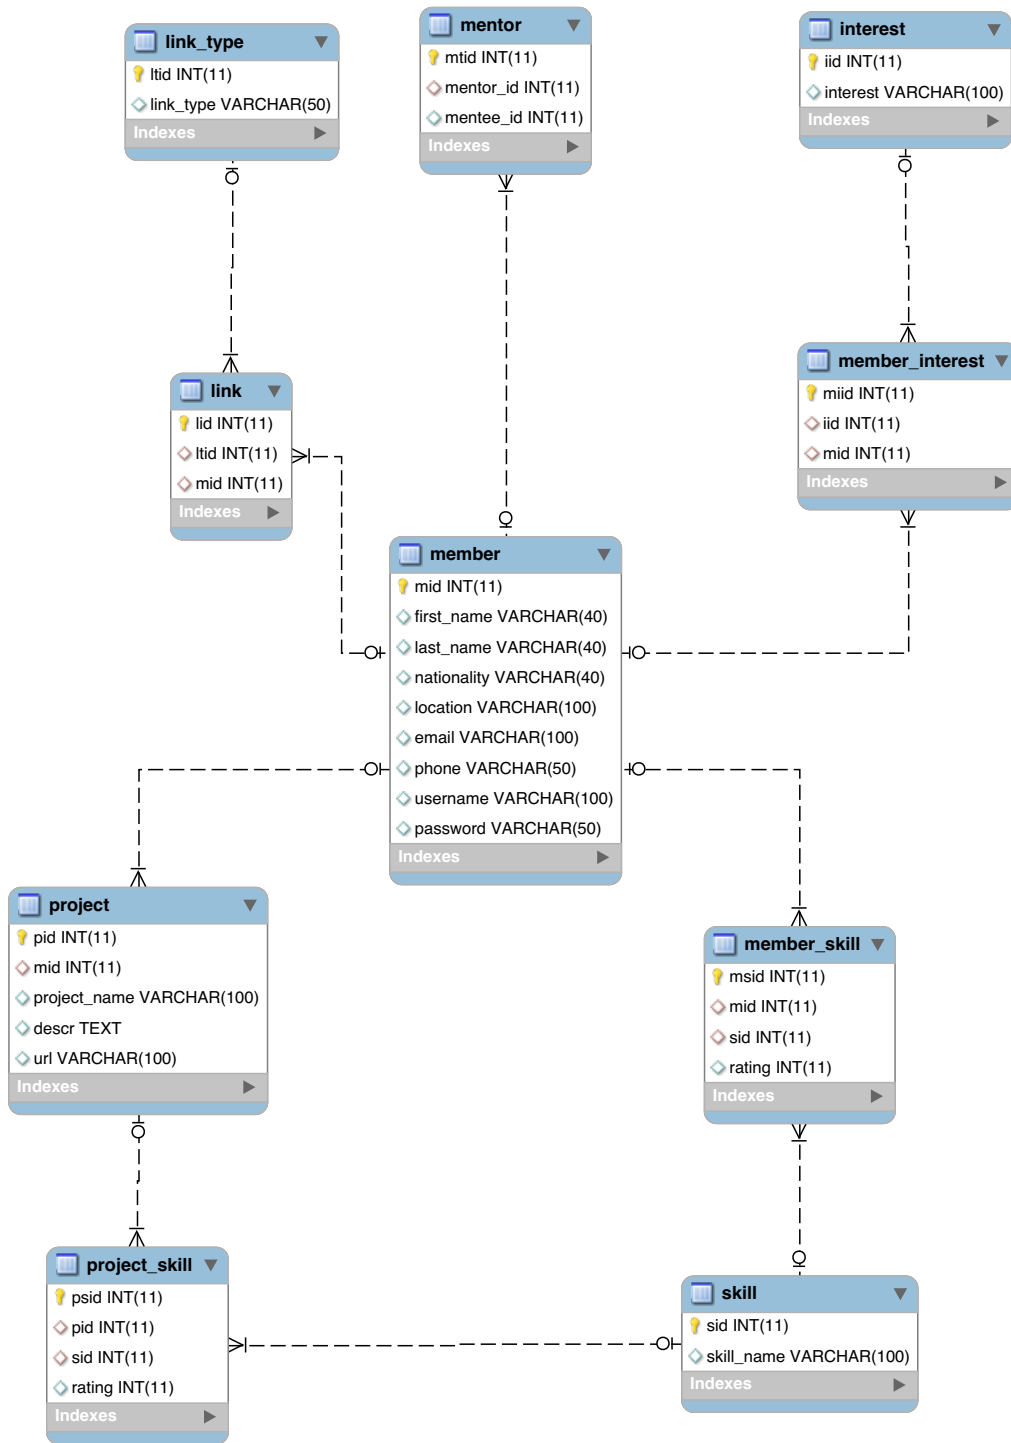 link_type
ltid INT(11)
link_type VARCHAR(50)
Indexes
mentor
mtid INT(11)
mentor_id INT(11)
mentee_id INT(11)
Indexes
interest
iid INT(11)
interest VARCHAR(100)
Indexes
link
lid INT(11)
ltid INT(11)
mid INT(11)
Indexes
member_interest
miid INT(11)
iid INT(11)
mid INT(11)
Indexes
member
mid INT(11)
first_name VARCHAR(40)
last_name VARCHAR(40)
nationality VARCHAR(40)
location VARCHAR(100)
email VARCHAR(100)
phone VARCHAR(50)
username VARCHAR(100)
password VARCHAR(50)
Indexes
project
pid INT(11)
mid INT(11)
project_name VARCHAR(100)
descr TEXT
url VARCHAR(100)
Indexes
member_skill
msid INT(11)
mid INT(11)
sid INT(11)
rating INT(11)
Indexes
project_skill
psid INT(11)
pid INT(11)
sid INT(11)
rating INT(11)
Indexes
skill
sid INT(11)
skill_name VARCHAR(100)
Indexes